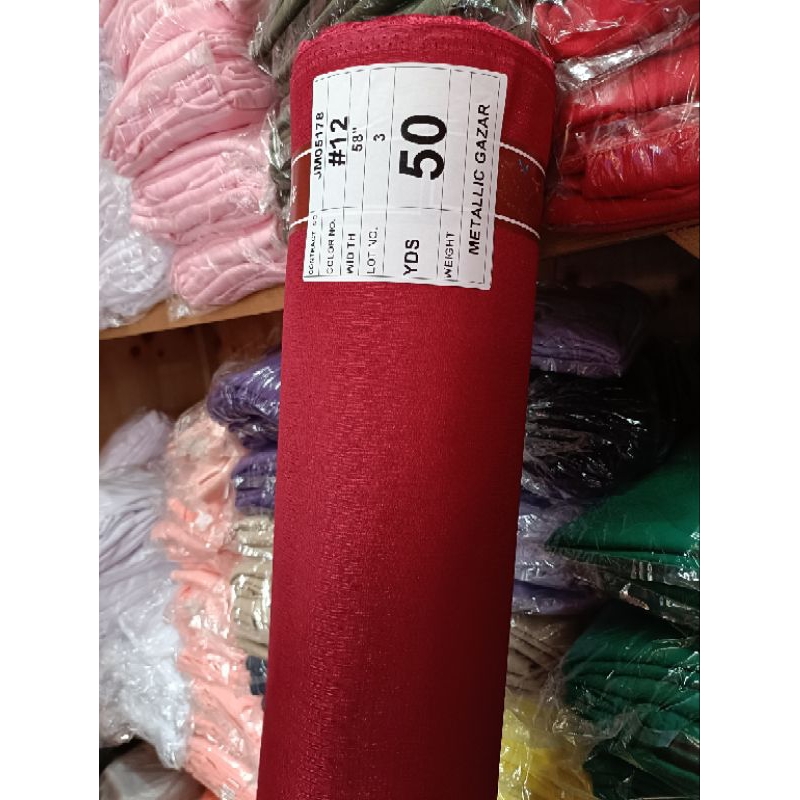 CONTRACT NO. JM05178
COLOR NO. #12
WIDTH 58"
LOT NO. 3
YDS 50
WEIGHT METALLIC GAZAR